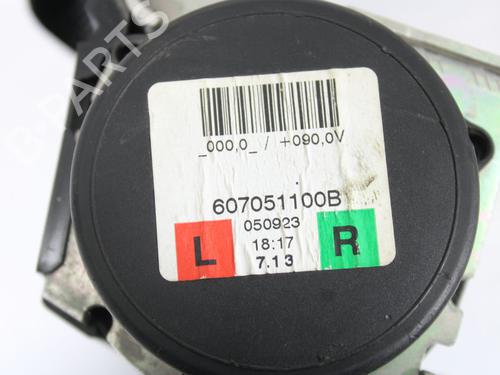 _000,0_ / +090,0V
607051100B
050923
L
18:17
R
7.13
R-PARTS